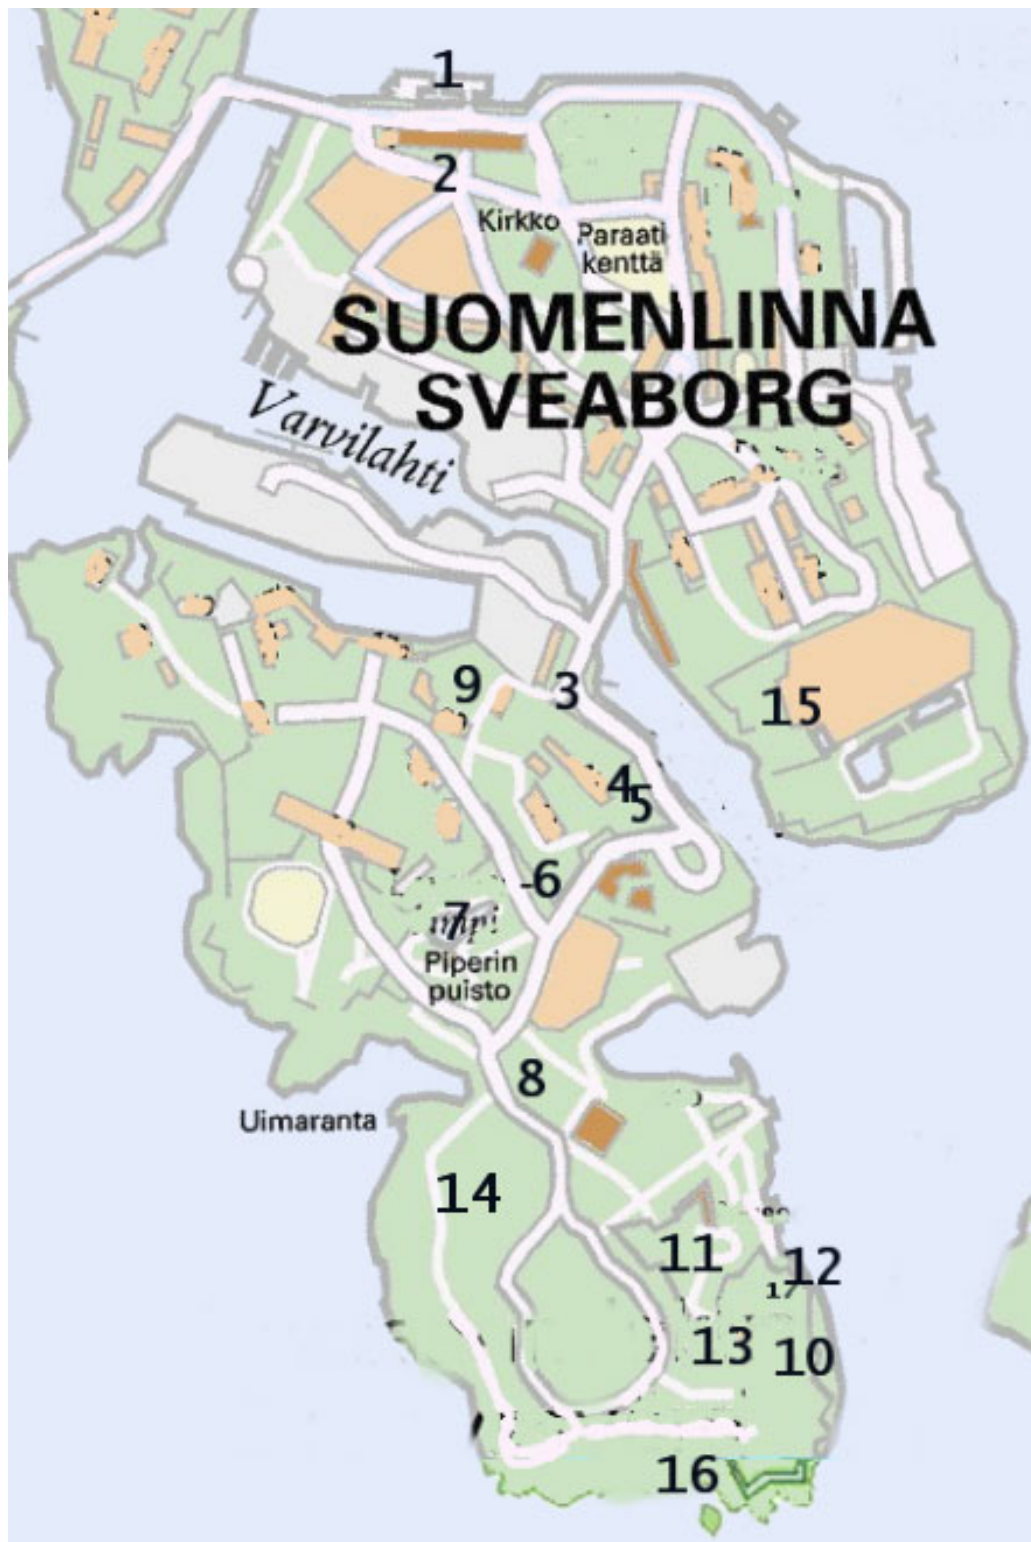 1
2
Kirkko
Paraati
kenttä
SUOMENLINNA
SVEABORG
Varvilahti
9
3
15
4
5
6
7
Piperin
puisto
8
Uimaranta
14
11
12
13
10
16